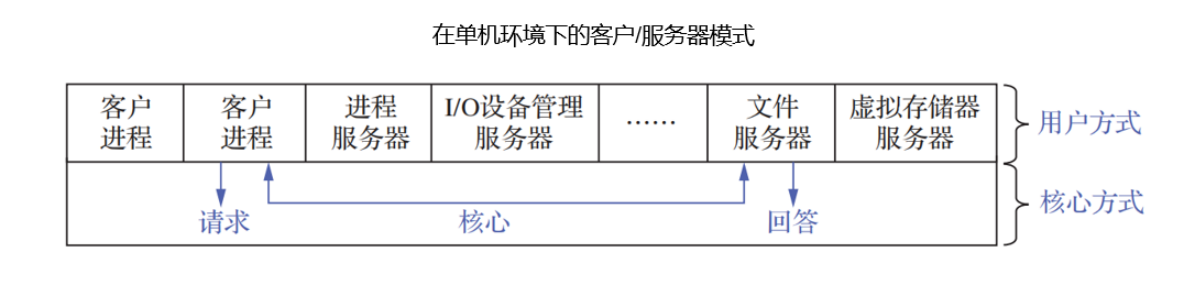 在单机环境下的客户/服务器模式
客户
进程
客户
进程
进程
服务器
I/O设备管理
服务器
……
文件
服务器
虚拟存储器
服务器
用户方式
请求
核心
回答
核心方式